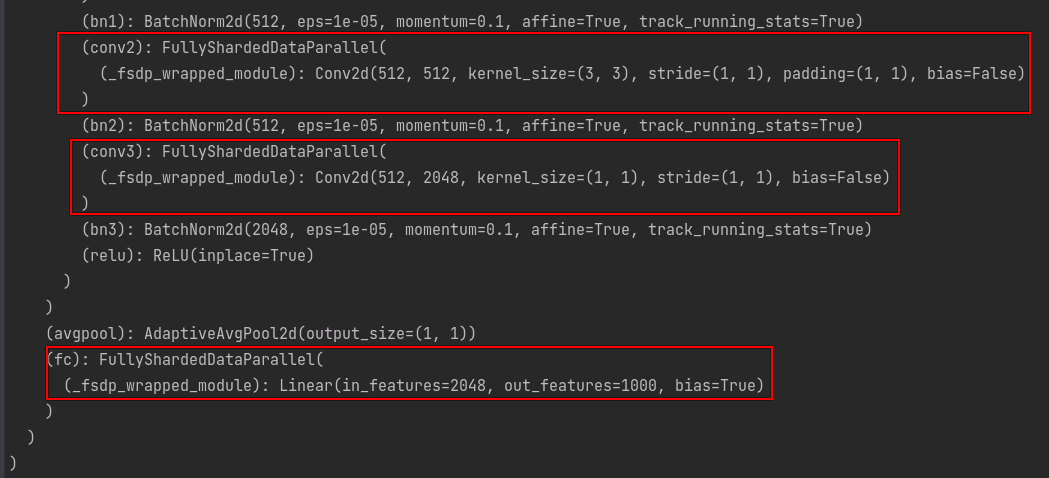 )
(bn1): BatchNorm2d(512, eps=1e-05, momentum=0.1, affine=True, track_running_stats=True)
(conv2): FullyShardedDataParallel(
(_fsdp_wrapped_module): Conv2d(512, 512, kernel_size=(3, 3), stride=(1, 1), padding=(1, 1), bias=False)
)
(bn2): BatchNorm2d(512, eps=1e-05, momentum=0.1, affine=True, track_running_stats=True)
(conv3): FullyShardedDataParallel(
(_fsdp_wrapped_module): Conv2d(512, 2048, kernel_size=(1, 1), stride=(1, 1), bias=False)
)
(bn3): BatchNorm2d(2048, eps=1e-05, momentum=0.1, affine=True, track_running_stats=True)
(relu): ReLU(inplace=True)
)
)
(avgpool): AdaptiveAvgPool2d(output_size=(1, 1))
(fc): FullyShardedDataParallel(
(_fsdp_wrapped_module): Linear(in_features=2048, out_features=1000, bias=True)
)
)
)